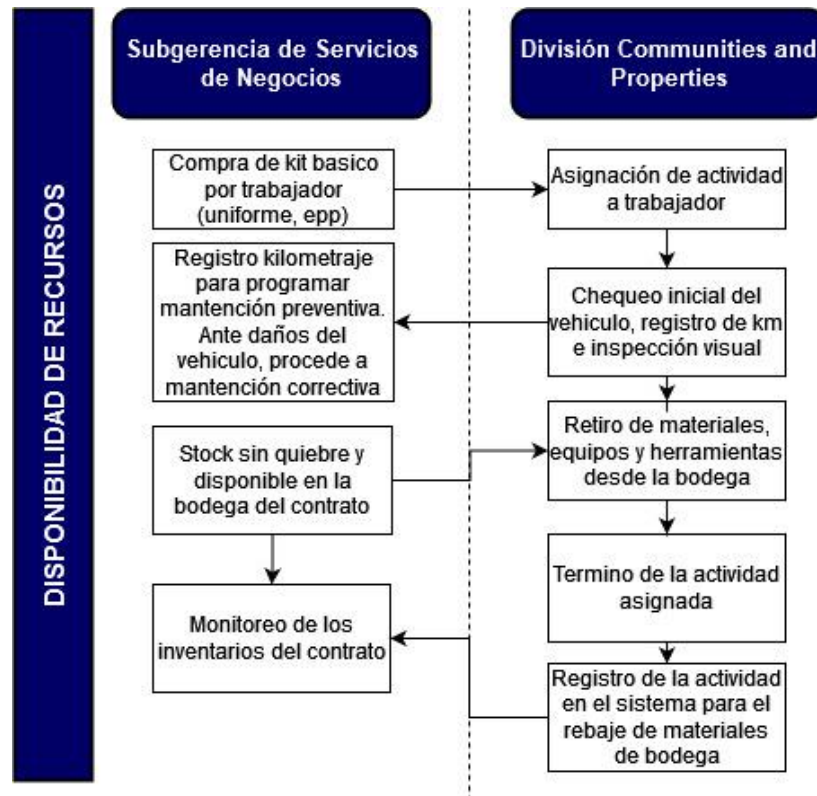 DISPONIBILIDAD DE RECURSOS
Subgerencia de Servicios
de Negocios
División Communities and
Properties
Compra de kit basico
por trabajador
(uniforme, epp)
Asignación de actividad
a trabajador
Registro kilometraje
para programar
mantención preventiva.
Ante daños del
vehiculo, procede a
mantención correctiva
Chequeo inicial del
vehiculo, registro de km
e inspección visual
Stock sin quiebre y
disponible en la
bodega del contrato
Retiro de materiales,
equipos y herramientas
desde la bodega
Monitoreo de los
inventarios del contrato
Termino de la actividad
asignada
Registro de la actividad
en el sistema para el
rebaje de materiales
de bodega